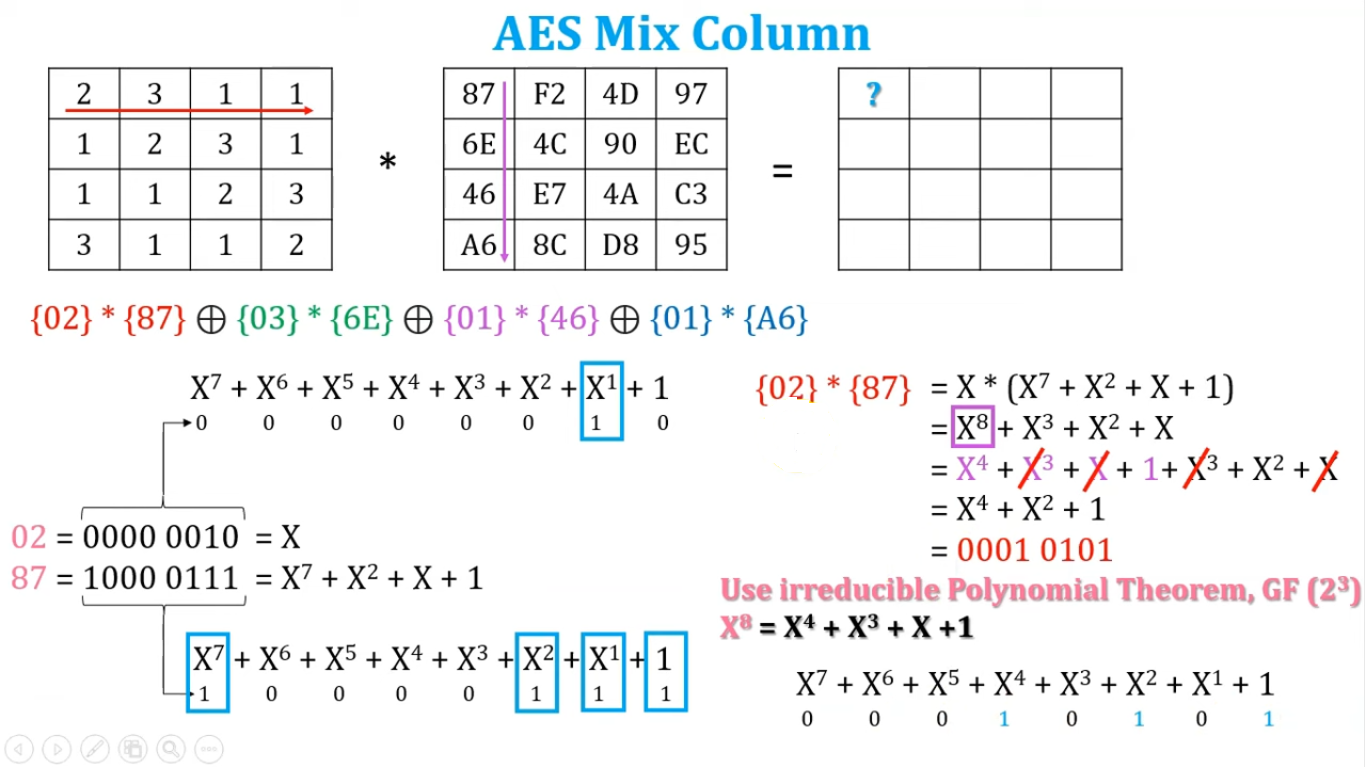 AES Mix Column
2 3 1 1
1 2 3 1
1 1 2 3
3 1 1 2
*
87 F2 4D 97
6E 4C 90 EC
46 E7 4A C3
A6 8C D8 95
=
?
{02} * {87} ⊕ {03} * {6E} ⊕ {01} * {46} ⊕ {01} * {A6}
X⁷ + X⁶ + X⁵ + X⁴ + X³ + X² + X¹ + 1
0 0 0 0 0 0 1 0
02 = 0000 0010 = X
87 = 1000 0111 = X⁷ + X² + X + 1
X⁷ + X⁶ + X⁵ + X⁴ + X³ + X² + X¹ + 1
1 0 0 0 0 1 1 1
{02} * {87} = X * (X⁷ + X² + X + 1)
= X⁸ + X³ + X² + X
= X⁴ + X³ + X + 1+ X³ + X² + X
= X⁴ + X² + 1
= 0001 0101
Use irreducible Polynomial Theorem, GF (2³)
X⁸ = X⁴ + X³ + X +1
X⁷ + X⁶ + X⁵ + X⁴ + X³ + X² + X¹ + 1
0 0 0 1 0 1 0 1